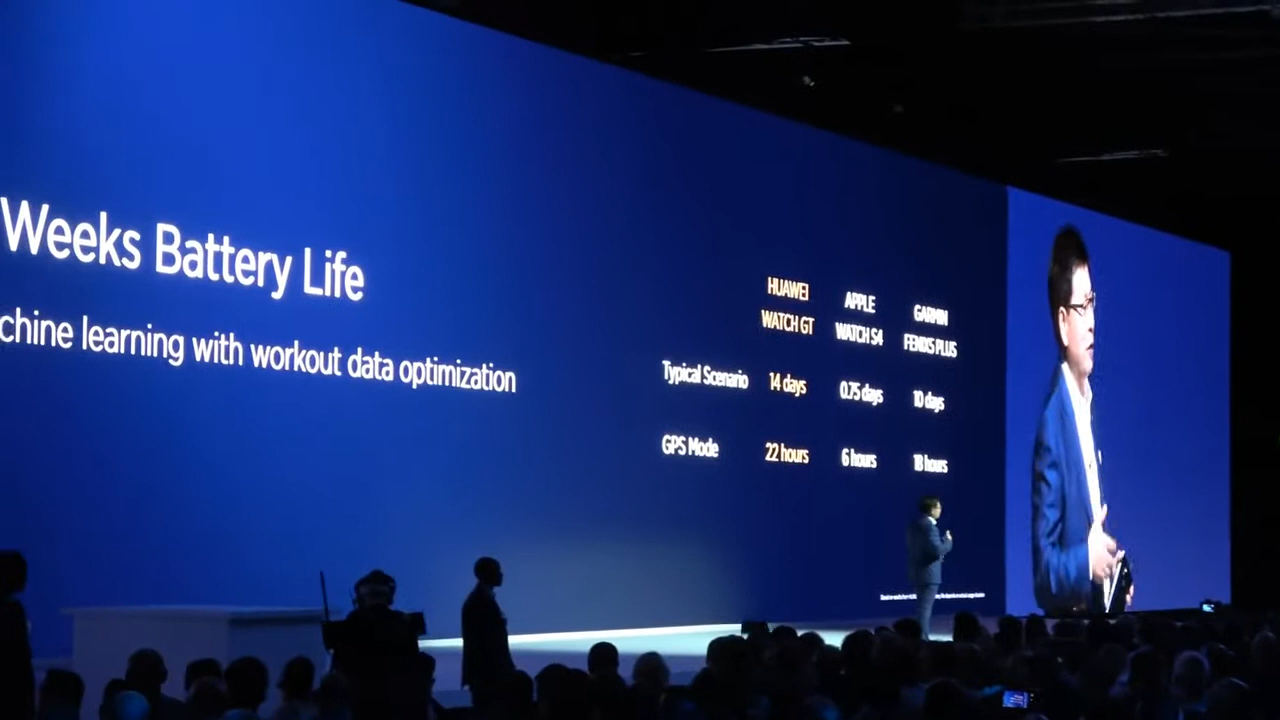 Weeks Battery Life
chine learning with workout data optimization
HUAWEI WATCH GT
APPLE WATCH S4
GARMIN FENIX5 PLUS
Typical Scenario 14 days 0.75 days 10 days
GPS Mode 22 hours 6 hours 18 hours